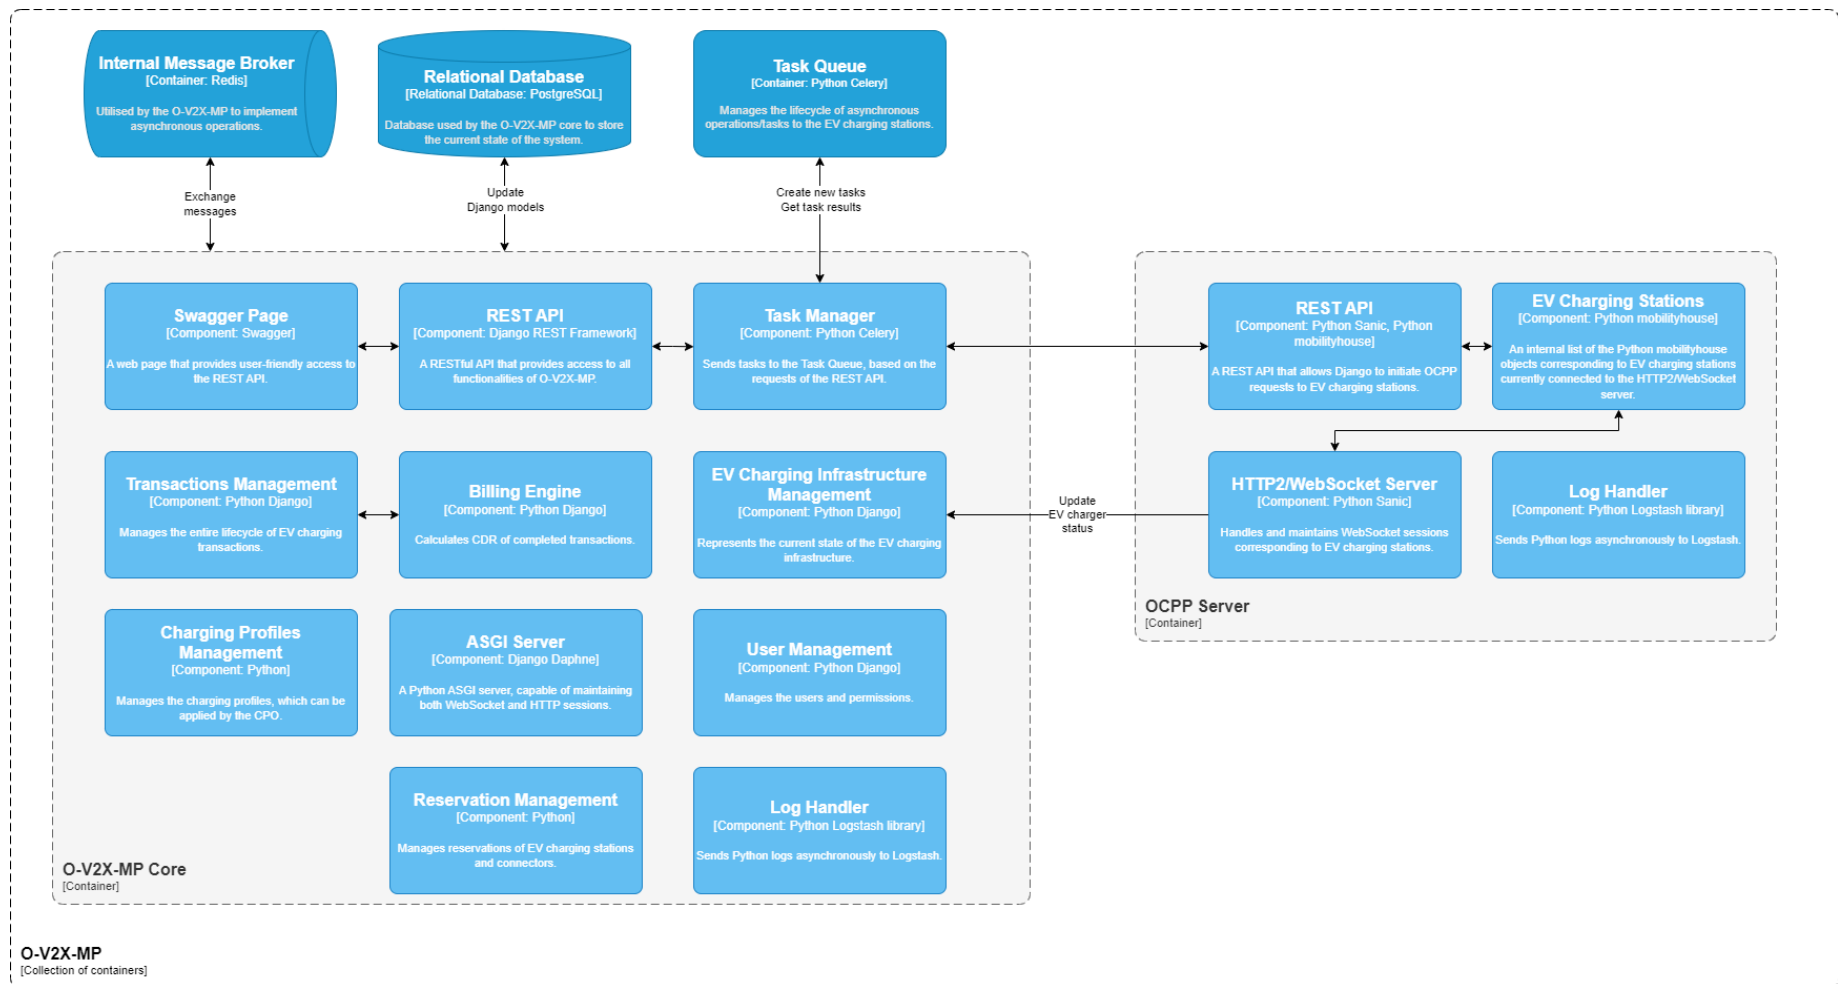 Internal Message Broker
[Container: Redis]
Utilised by the O-V2X-MP to implement
asynchronous operations.
Relational Database
[Relational Database: PostgreSQL]
Database used by the O-V2X-MP core to store
the current state of the system.
Task Queue
[Container: Python Celery]
Manages the lifecycle of asynchronous
operations/tasks to the EV charging stations.
Exchange
messages
Update
Django models
Create new tasks
Get task results
Swagger Page
[Component: Swagger]
A web page that provides user-friendly access to
the REST API.
REST API
[Component: Django REST Framework]
A RESTful API that provides access to all
functionalities of O-V2X-MP.
Task Manager
[Component: Python Celery]
Sends tasks to the Task Queue, based on the
requests of the REST API.
REST API
[Component: Python Sanic, Python
mobilityhouse]
A REST API that allows Django to initiate OCPP
requests to EV charging stations.
EV Charging Stations
[Component: Python mobilityhouse]
An internal list of the Python mobilityhouse
objects corresponding to EV charging stations
currently connected to the HTTP2/WebSocket
server.
Transactions Management
[Component: Python Django]
Manages the entire lifecycle of EV charging
transactions.
Billing Engine
[Component: Python Django]
Calculates CDR of completed transactions.
EV Charging Infrastructure
Management
[Component: Python Django]
Represents the current state of the EV charging
infrastructure.
Update
EV charger
status
HTTP2/WebSocket Server
[Component: Python Sanic]
Handles and maintains WebSocket sessions
corresponding to EV charging stations.
Log Handler
[Component: Python Logstash library]
Sends Python logs asynchronously to Logstash.
OCPP Server
[Container]
Charging Profiles
Management
[Component: Python]
Manages the charging profiles, which can be
applied by the CPO.
ASGI Server
[Component: Django Daphne]
A Python ASGI server, capable of maintaining
both WebSocket and HTTP sessions.
User Management
[Component: Python Django]
Manages the users and permissions.
Reservation Management
[Component: Python]
Manages reservations of EV charging stations
and connectors.
Log Handler
[Component: Python Logstash library]
Sends Python logs asynchronously to Logstash.
O-V2X-MP Core
[Container]
O-V2X-MP
[Collection of containers]